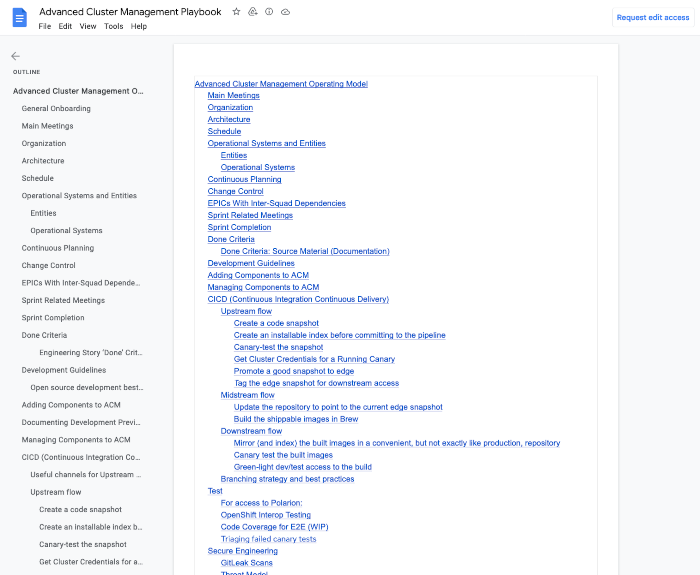 Advanced Cluster Management Playbook
File Edit View Tools Help
Request edit access
OUTLINE
Advanced Cluster Management O...
General Onboarding
Main Meetings
Organization
Architecture
Schedule
Operational Systems and Entities
Entities
Operational Systems
Continuous Planning
Change Control
EPICs With Inter-Squad Depende...
Sprint Related Meetings
Sprint Completion
Done Criteria
Engineering Story 'Done' Crit...
Development Guidelines
Open source development best...
Adding Components to ACM
Documenting Development Previ...
Managing Components to ACM
CICD (Continuous Integration Co...
Useful channels for Upstream ...
Upstream flow
Create a code snapshot
Create an installable index b...
Canary-test the snapshot
Get Cluster Credentials for a...
Advanced Cluster Management Operating Model
Main Meetings
Organization
Architecture
Schedule
Operational Systems and Entities
Entities
Operational Systems
Continuous Planning
Change Control
EPICs With Inter-Squad Dependencies
Sprint Related Meetings
Sprint Completion
Done Criteria
Done Criteria: Source Material (Documentation)
Development Guidelines
Adding Components to ACM
Managing Components to ACM
CICD (Continuous Integration Continuous Delivery)
Upstream flow
Create a code snapshot
Create an installable index before committing to the pipeline
Canary-test the snapshot
Get Cluster Credentials for a Running Canary
Promote a good snapshot to edge
Tag the edge snapshot for downstream access
Midstream flow
Update the repository to point to the current edge snapshot
Build the shippable images in Brew
Downstream flow
Mirror (and index) the built images in a convenient, but not exactly like production, repository
Canary test the built images
Green-light dev/test access to the build
Branching strategy and best practices
Test
For access to Polarion:
OpenShift Interop Testing
Code Coverage for E2E (WIP)
Triaging failed canary tests
Secure Engineering
GitLeak Scans
Threat Model